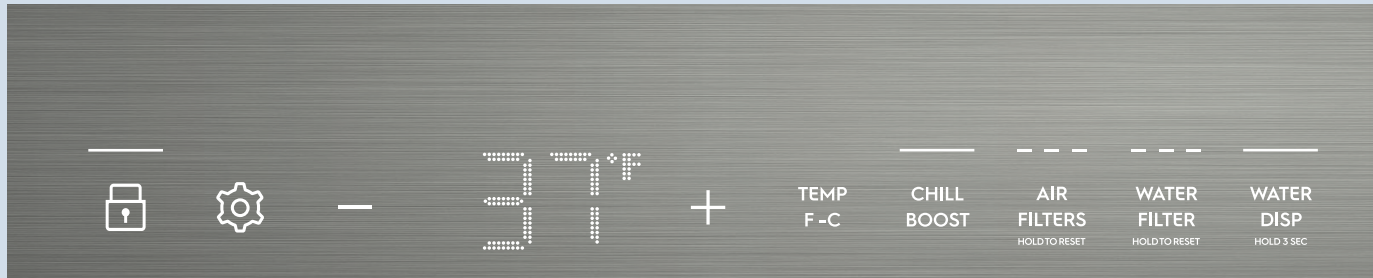 37°F
TEMP
F-C
CHILL
BOOST
AIR
FILTERS
HOLD TO RESET
WATER
FILTER
HOLD TO RESET
WATER
DISP
HOLD 3 SEC